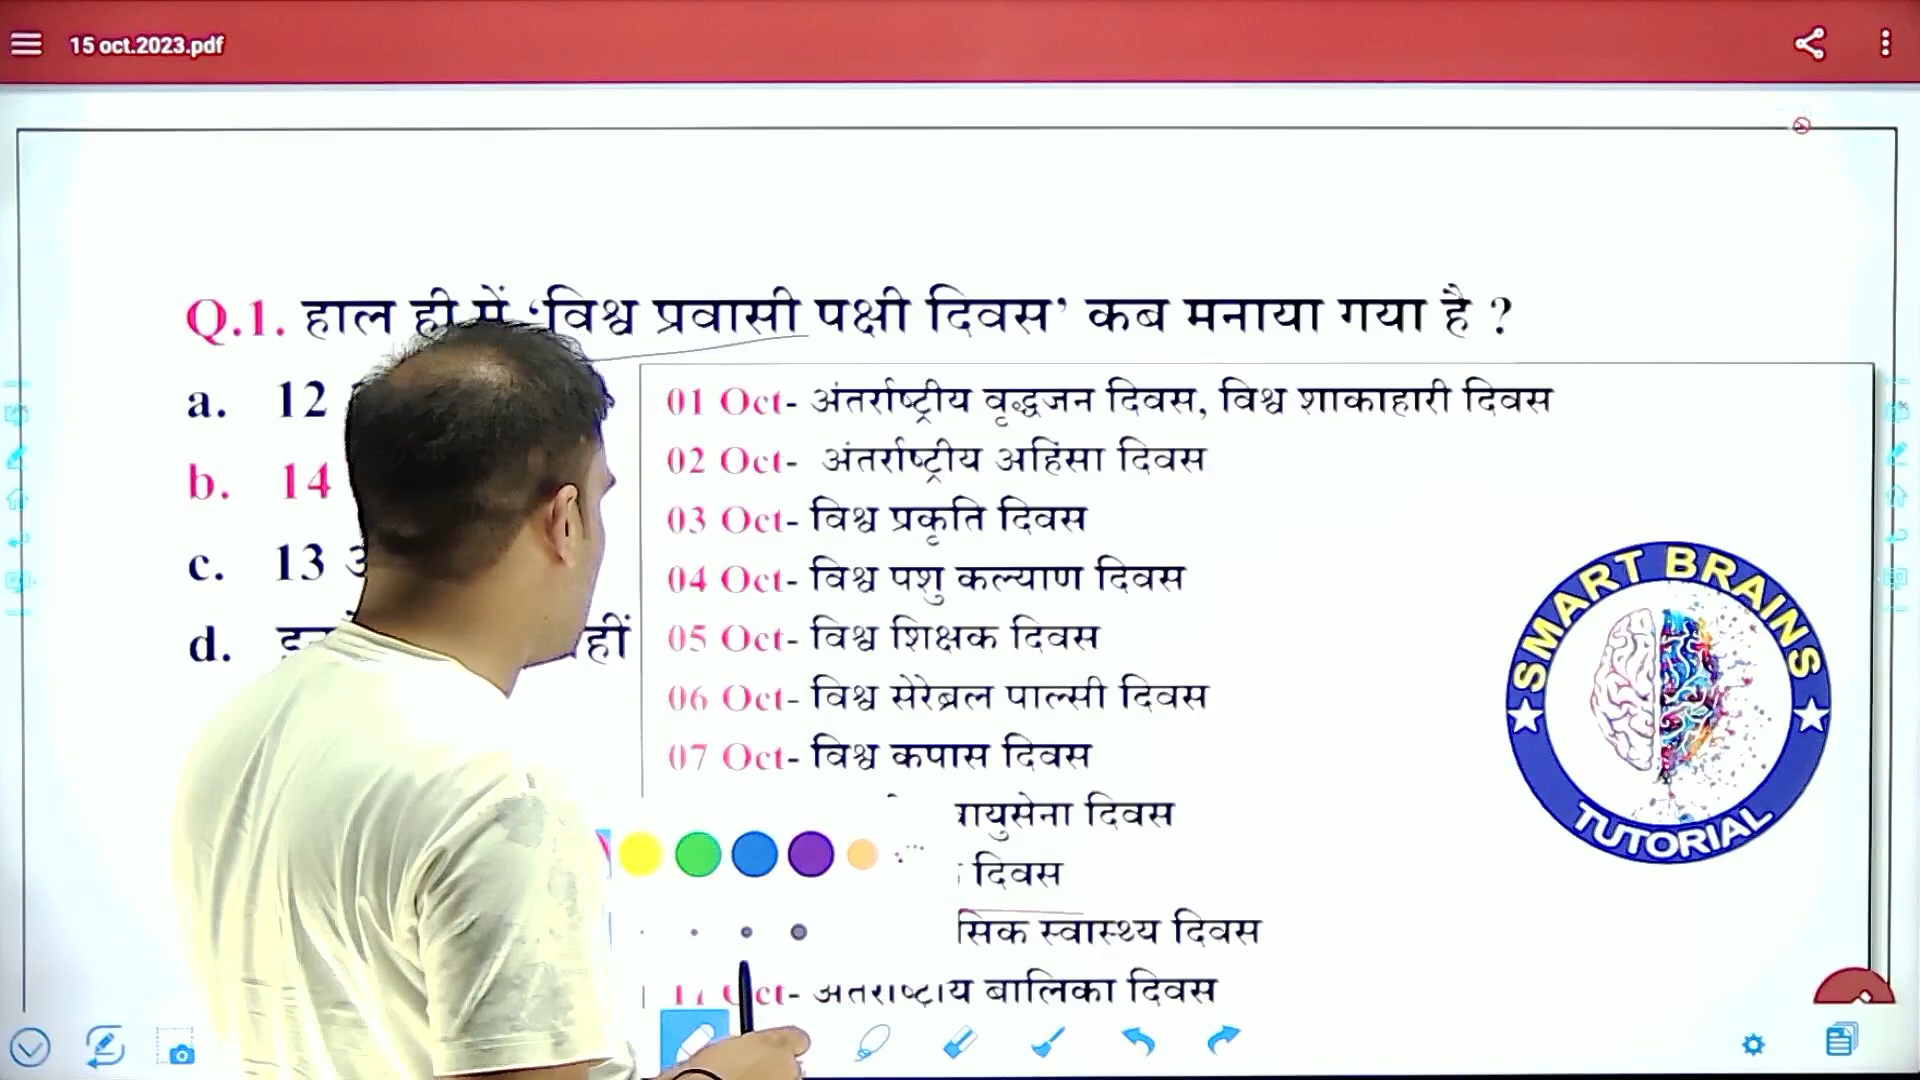 15 oct.2023.pdf
Q.1. हाल ही में ‘विश्व प्रवासी पक्षी दिवस’ कब मनाया गया है ?
a. 12
b. 14
c. 13
d.
01 Oct- अंतर्राष्ट्रीय वृद्धजन दिवस, विश्व शाकाहारी दिवस
02 Oct- अंतर्राष्ट्रीय अहिंसा दिवस
03 Oct- विश्व प्रकृति दिवस
04 Oct- विश्व पशु कल्याण दिवस
05 Oct- विश्व शिक्षक दिवस
06 Oct- विश्व सेरेब्रल पाल्सी दिवस
07 Oct- विश्व कपास दिवस
दिवस
दिवस
स्वास्थ्य दिवस
बालिका दिवस
SMART BRAINS
TUTORIAL